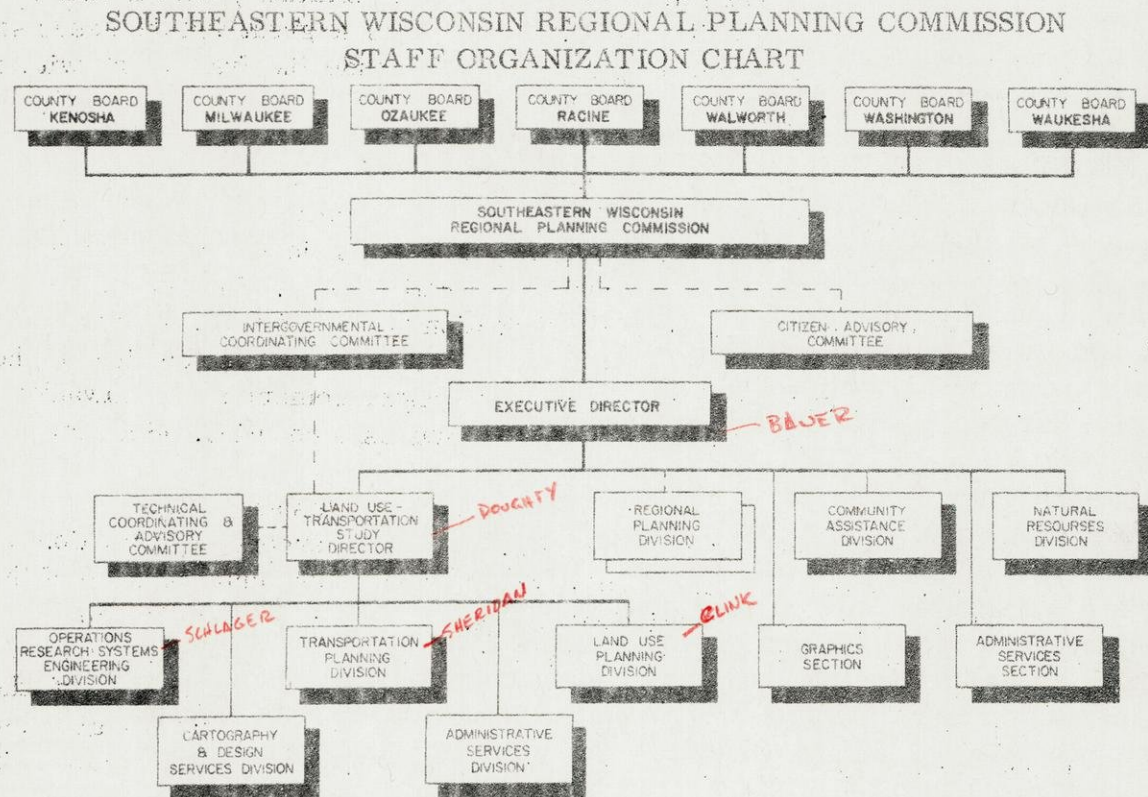 SOUTHEASTERN WISCONSIN REGIONAL PLANNING COMMISSION
STAFF ORGANIZATION CHART
COUNTY BOARD
KENOSHA
COUNTY BOARD
MILWAUKEE
COUNTY BOARD
OZAUKEE
COUNTY BOARD
RACINE
COUNTY BOARD
WALWORTH
COUNTY BOARD
WASHINGTON
COUNTY BOARD
WAUKESHA
SOUTHEASTERN WISCONSIN
REGIONAL PLANNING COMMISSION
INTERGOVERNMENTAL
COORDINATING COMMITTEE
CITIZEN ADVISORY
COMMITTEE
EXECUTIVE DIRECTOR
BAUER
TECHNICAL
COORDINATING &
ADVISORY
COMMITTEE
LAND USE -
TRANSPORTATION
STUDY
DIRECTOR
DOUGHTY
REGIONAL
PLANNING
DIVISION
COMMUNITY
ASSISTANCE
DIVISION
NATURAL
RESOURSES
DIVISION
OPERATIONS
RESEARCH-SYSTEMS
ENGINEERING
DIVISION
SCHLAGER
TRANSPORTATION
PLANNING
DIVISION
SHERIDAN
LAND USE
PLANNING
DIVISION
CLINK
GRAPHICS
SECTION
ADMINISTRATIVE
SERVICES
SECTION
CARTOGRAPHY
& DESIGN
SERVICES DIVISION
ADMINISTRATIVE
SERVICES
DIVISION